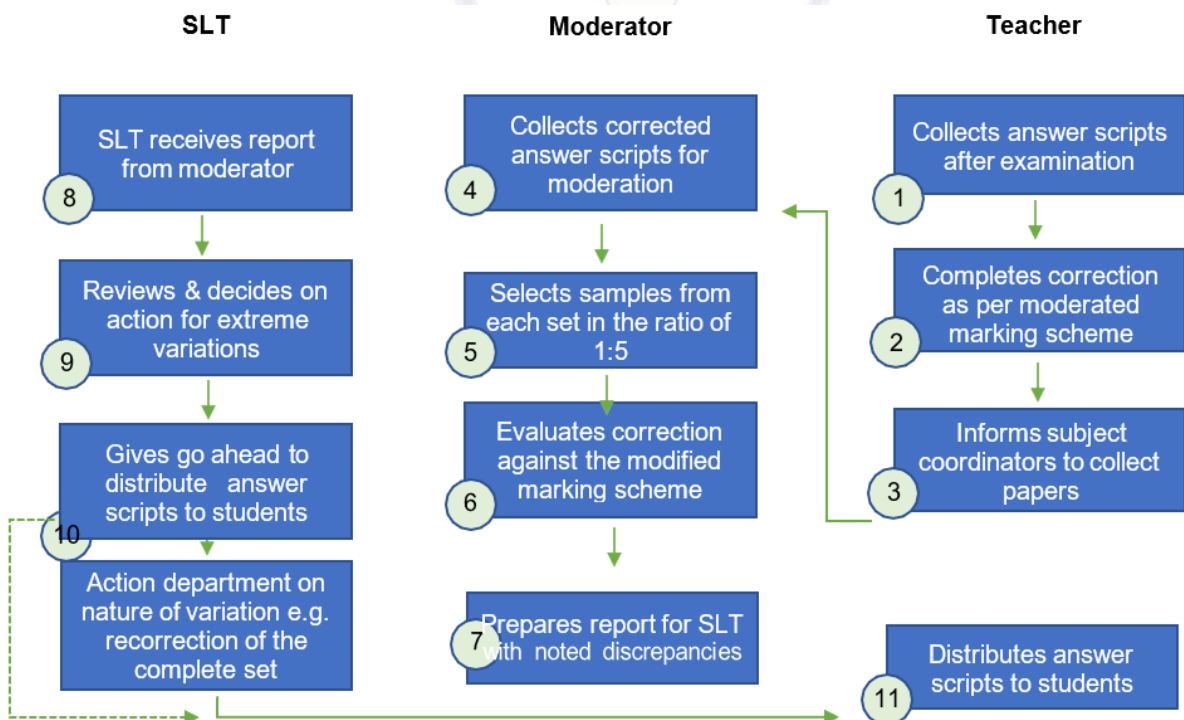 SLT
Moderator
Teacher
SLT receives report
from moderator
8
Reviews & decides on
action for extreme
variations
9
Gives go ahead to
distribute answer
scripts to students
10
Action department on
nature of variation e.g.
recorrection of the
complete set
Collects corrected
answer scripts for
moderation
4
Selects samples from
each set in the ratio of
1:5
5
Evaluates correction
against the modified
marking scheme
6
Prepares report for SLT
with noted discrepancies
7
Collects answer scripts
after examination
1
Completes correction
as per moderated
marking scheme
2
Informs subject
coordinators to collect
papers
3
Distributes answer
scripts to students
11